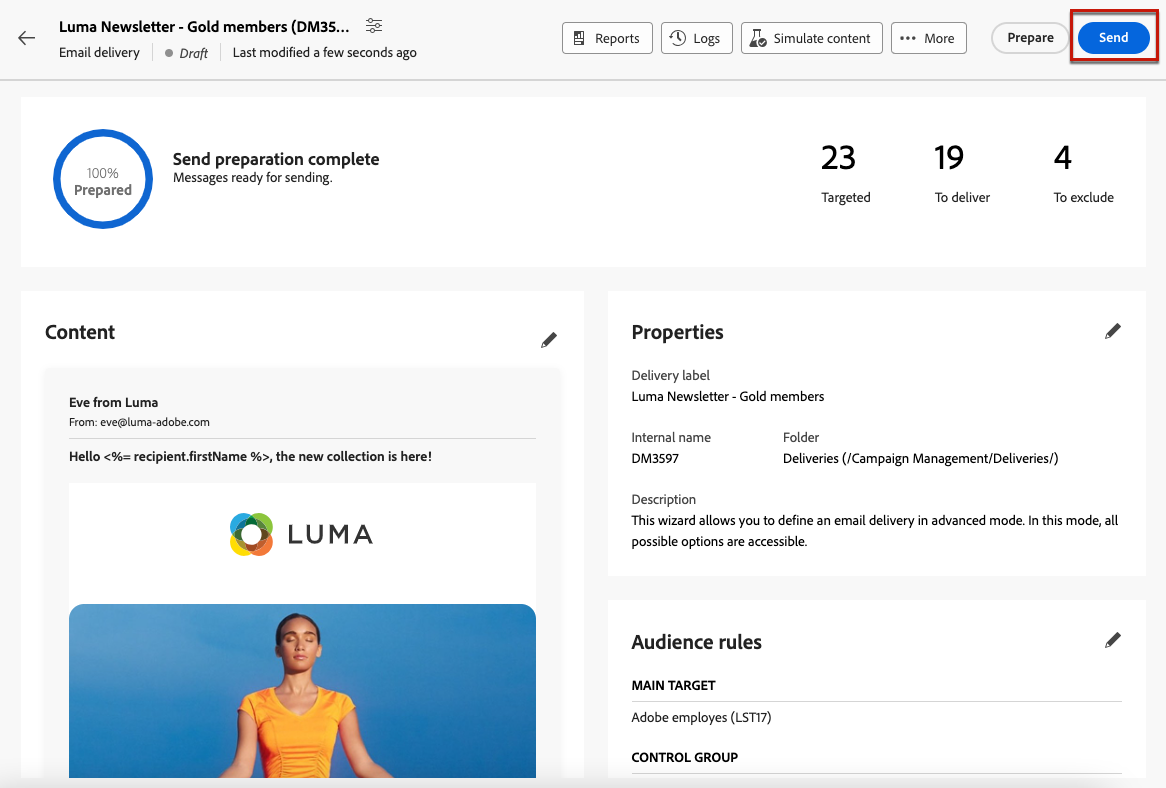 Luma Newsletter - Gold members (DM35...
Email delivery Draft Last modified a few seconds ago
Reports Logs Simulate content More Prepare Send
100%
Prepared
Send preparation complete
Messages ready for sending.
23 19 4
Targeted To deliver To exclude
Content
Eve from Luma
From: eve@luma-adobe.com
Hello <%= recipient.firstName %>, the new collection is here!
LUMA
Properties
Delivery label
Luma Newsletter - Gold members
Internal name Folder
DM3597 Deliveries (/Campaign Management/Deliveries/)
Description
This wizard allows you to define an email delivery in advanced mode. In this mode, all
possible options are accessible.
Audience rules
MAIN TARGET
Adobe employes (LST17)
CONTROL GROUP